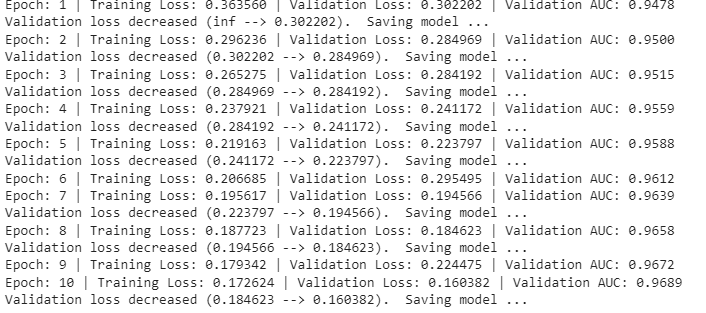 Epoch: 1 | Training Loss: 0.363560 | Validation Loss: 0.302202 | Validation AUC: 0.9478
Validation loss decreased (inf --> 0.302202).  Saving model ...
Epoch: 2 | Training Loss: 0.296236 | Validation Loss: 0.284969 | Validation AUC: 0.9500
Validation loss decreased (0.302202 --> 0.284969).  Saving model ...
Epoch: 3 | Training Loss: 0.265275 | Validation Loss: 0.284192 | Validation AUC: 0.9515
Validation loss decreased (0.284969 --> 0.284192).  Saving model ...
Epoch: 4 | Training Loss: 0.237921 | Validation Loss: 0.241172 | Validation AUC: 0.9559
Validation loss decreased (0.284192 --> 0.241172).  Saving model ...
Epoch: 5 | Training Loss: 0.219163 | Validation Loss: 0.223797 | Validation AUC: 0.9588
Validation loss decreased (0.241172 --> 0.223797).  Saving model ...
Epoch: 6 | Training Loss: 0.206685 | Validation Loss: 0.295495 | Validation AUC: 0.9612
Epoch: 7 | Training Loss: 0.195617 | Validation Loss: 0.194566 | Validation AUC: 0.9639
Validation loss decreased (0.223797 --> 0.194566).  Saving model ...
Epoch: 8 | Training Loss: 0.187723 | Validation Loss: 0.184623 | Validation AUC: 0.9658
Validation loss decreased (0.194566 --> 0.184623).  Saving model ...
Epoch: 9 | Training Loss: 0.179342 | Validation Loss: 0.224475 | Validation AUC: 0.9672
Epoch: 10 | Training Loss: 0.172624 | Validation Loss: 0.160382 | Validation AUC: 0.9689
Validation loss decreased (0.184623 --> 0.160382).  Saving model ...